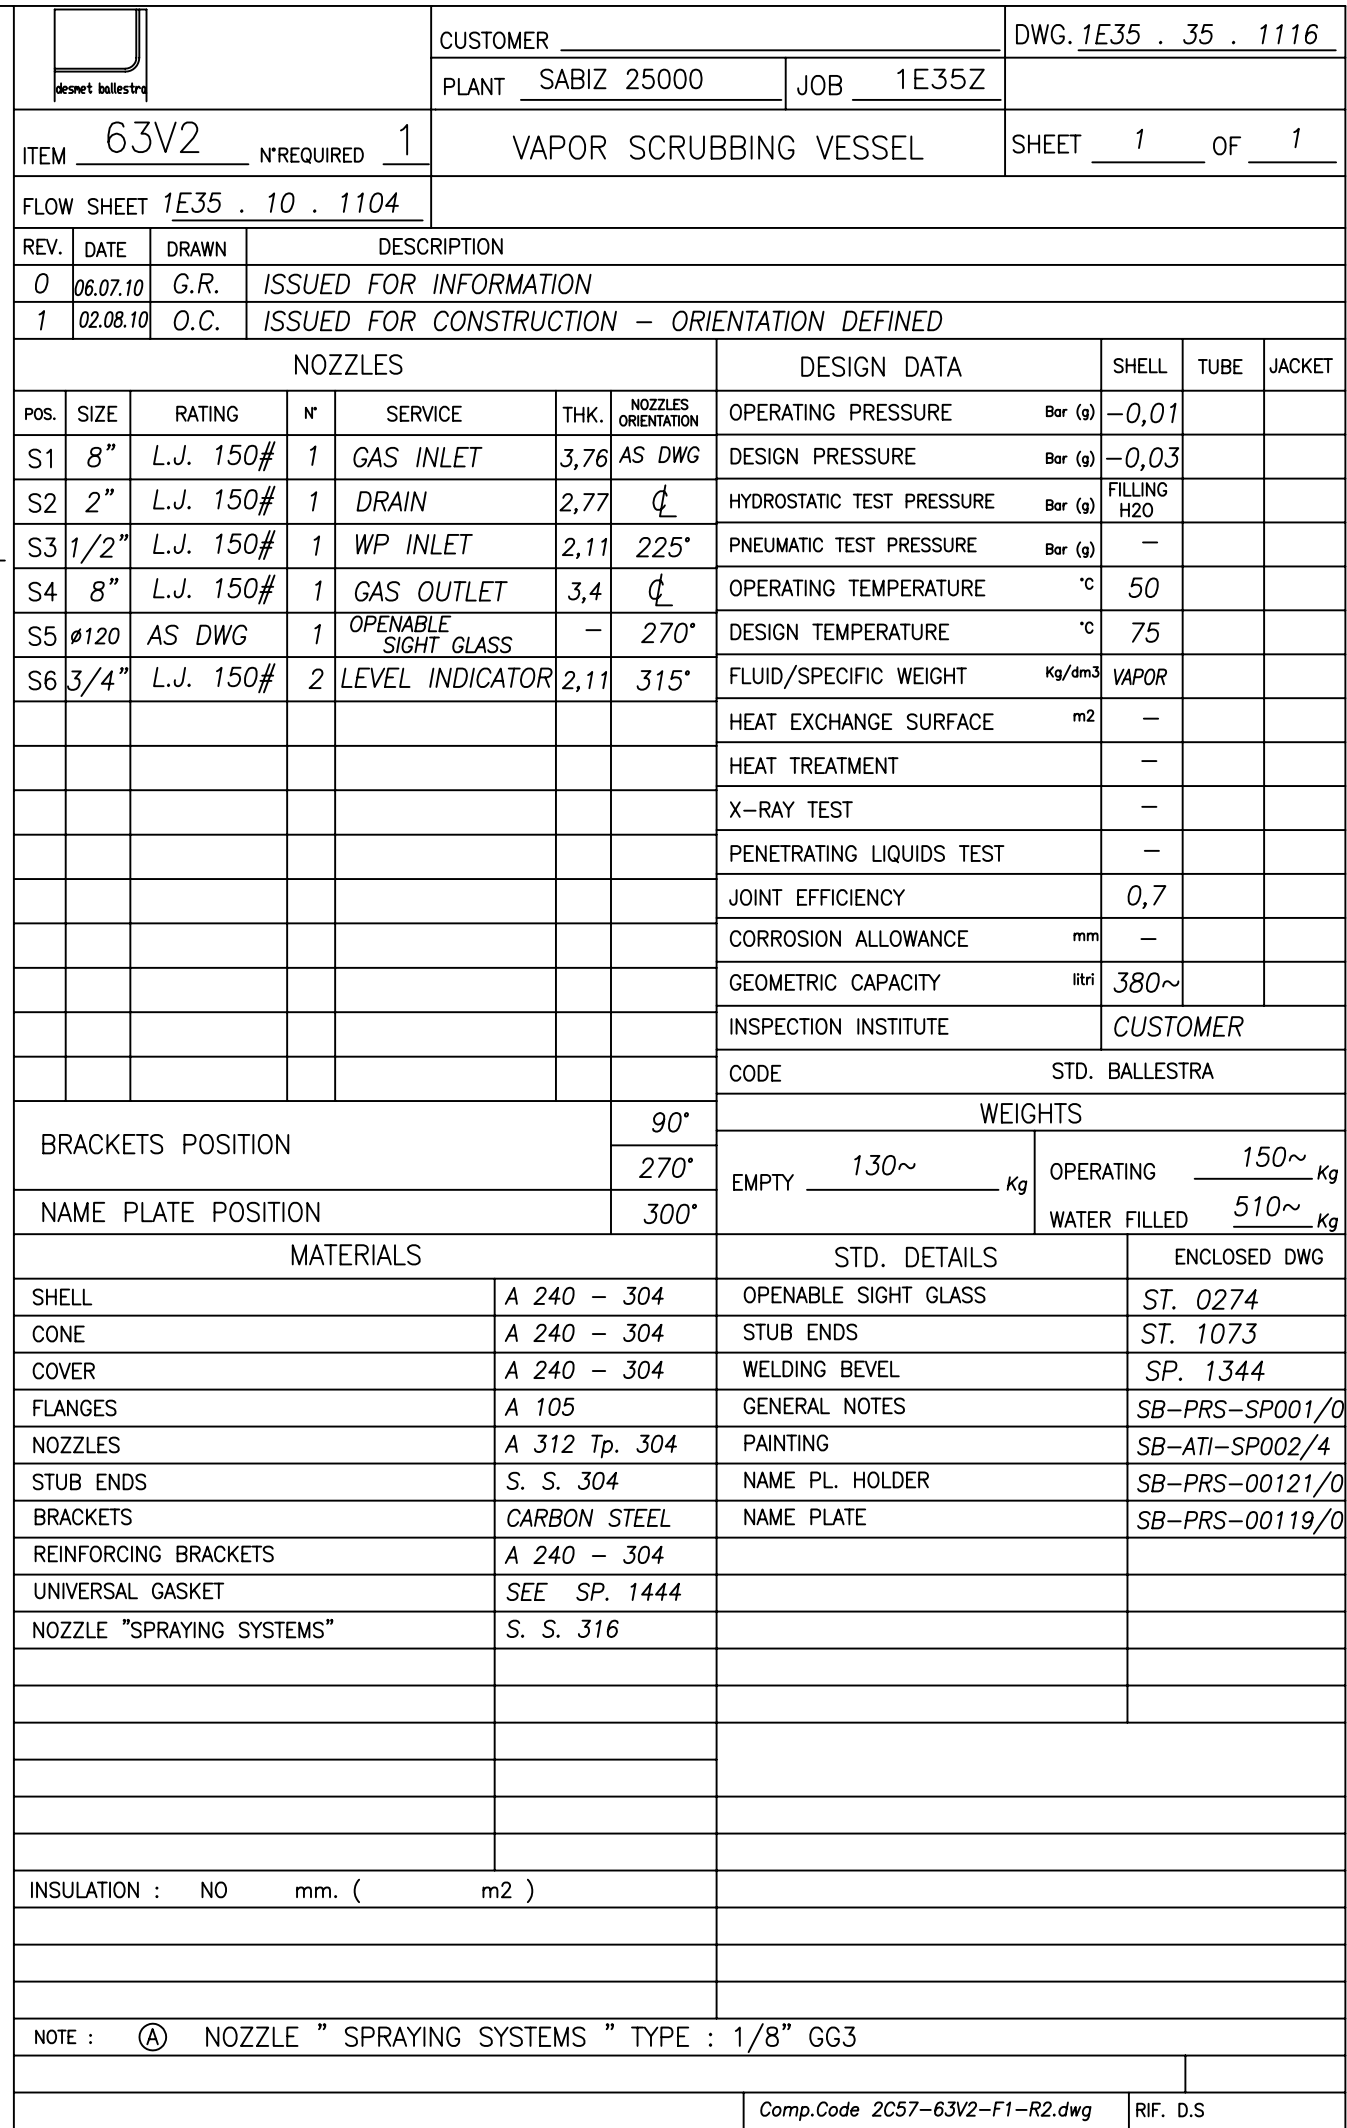 desmet ballestra
CUSTOMER
DWG. 1E35 . 35 . 1116
PLANT SABIZ 25000 JOB 1E35Z
ITEM 63V2 N°REQUIRED 1
VAPOR SCRUBBING VESSEL
SHEET 1 OF 1
FLOW SHEET 1E35 . 10 . 1104
REV. DATE DRAWN DESCRIPTION
0 06.07.10 G.R. ISSUED FOR INFORMATION
1 02.08.10 O.C. ISSUED FOR CONSTRUCTION – ORIENTATION DEFINED
NOZZLES
POS. SIZE RATING N° SERVICE THK. NOZZLES ORIENTATION
S1 8" L.J. 150# 1 GAS INLET 3,76 AS DWG
S2 2" L.J. 150# 1 DRAIN 2,77 ℄
S3 1/2" L.J. 150# 1 WP INLET 2,11 225°
S4 8" L.J. 150# 1 GAS OUTLET 3,4 ℄
S5 ø120 AS DWG 1 OPENABLE SIGHT GLASS – 270°
S6 3/4" L.J. 150# 2 LEVEL INDICATOR 2,11 315°
BRACKETS POSITION 90°
270°
NAME PLATE POSITION 300°
DESIGN DATA SHELL TUBE JACKET
OPERATING PRESSURE Bar (g) –0,01
DESIGN PRESSURE Bar (g) –0,03
HYDROSTATIC TEST PRESSURE Bar (g) FILLING H2O
PNEUMATIC TEST PRESSURE Bar (g) –
OPERATING TEMPERATURE °C 50
DESIGN TEMPERATURE °C 75
FLUID/SPECIFIC WEIGHT Kg/dm3 VAPOR
HEAT EXCHANGE SURFACE m2 –
HEAT TREATMENT –
X–RAY TEST –
PENETRATING LIQUIDS TEST –
JOINT EFFICIENCY 0,7
CORROSION ALLOWANCE mm –
GEOMETRIC CAPACITY litri 380~
INSPECTION INSTITUTE CUSTOMER
CODE STD. BALLESTRA
WEIGHTS
EMPTY 130~ Kg
OPERATING 150~ Kg
WATER FILLED 510~ Kg
MATERIALS
SHELL A 240 – 304
CONE A 240 – 304
COVER A 240 – 304
FLANGES A 105
NOZZLES A 312 Tp. 304
STUB ENDS S. S. 304
BRACKETS CARBON STEEL
REINFORCING BRACKETS A 240 – 304
UNIVERSAL GASKET SEE SP. 1444
NOZZLE "SPRAYING SYSTEMS" S. S. 316
STD. DETAILS ENCLOSED DWG
OPENABLE SIGHT GLASS ST. 0274
STUB ENDS ST. 1073
WELDING BEVEL SP. 1344
GENERAL NOTES SB–PRS–SP001/0
PAINTING SB–ATI–SP002/4
NAME PL. HOLDER SB–PRS–00121/0
NAME PLATE SB–PRS–00119/0
INSULATION : NO mm. ( m2 )
NOTE : Ⓐ NOZZLE " SPRAYING SYSTEMS " TYPE : 1/8" GG3
Comp.Code 2C57–63V2–F1–R2.dwg RIF. D.S